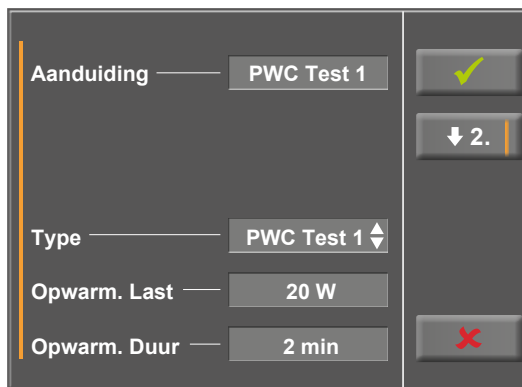 Aanduiding PWC Test 1
2.
Type PWC Test 1
Opwarm. Last 20 W
Opwarm. Duur 2 min